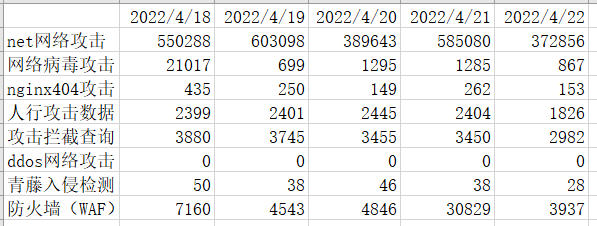 2022/4/18 2022/4/19 2022/4/20 2022/4/21 2022/4/22
net网络攻击 550288 603098 389643 585080 372856
网络病毒攻击 21017 699 1295 1285 867
nginx404攻击 435 250 149 262 153
人行攻击数据 2399 2401 2445 2404 1826
攻击拦截查询 3880 3745 3455 3450 2982
ddos网络攻击 0 0 0 0 0
青藤入侵检测 50 38 46 38 28
防火墙（WAF） 7160 4543 4846 30829 3937